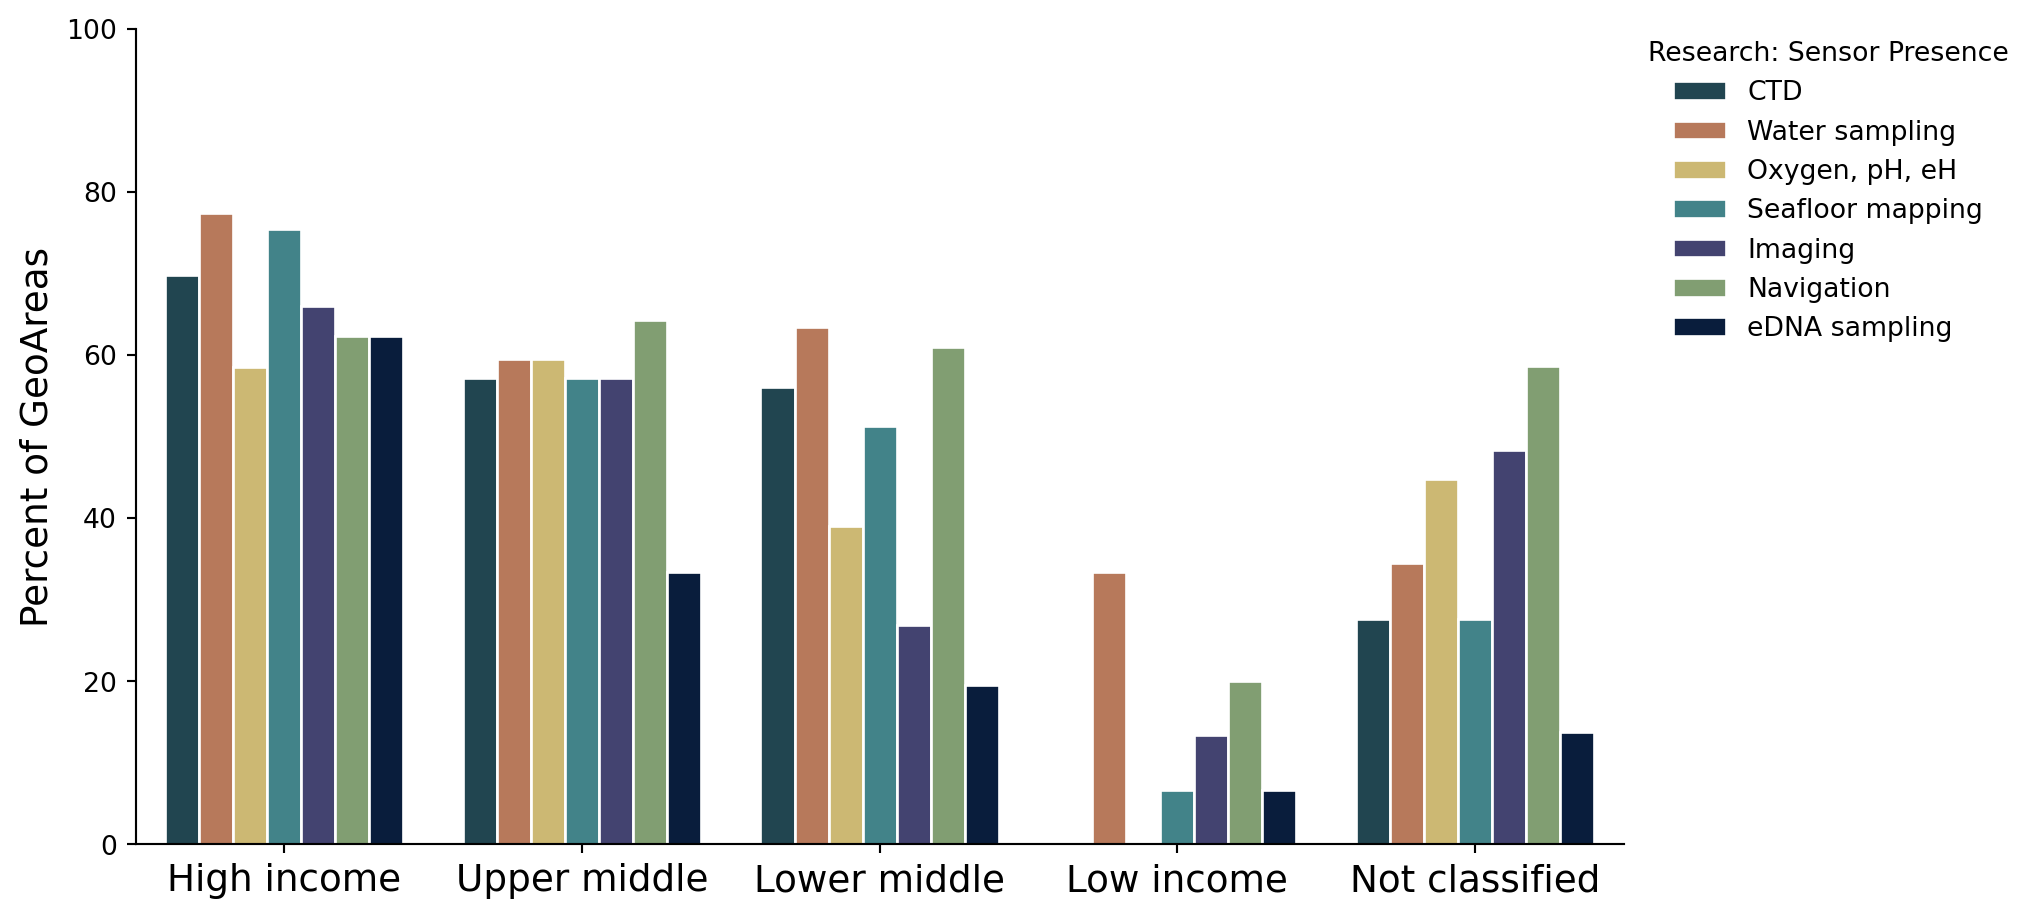 Percent of GeoAreas
100
80
60
40
20
0
High income
Upper middle
Lower middle
Low income
Not classified
Research: Sensor Presence
CTD
Water sampling
Oxygen, pH, eH
Seafloor mapping
Imaging
Navigation
eDNA sampling